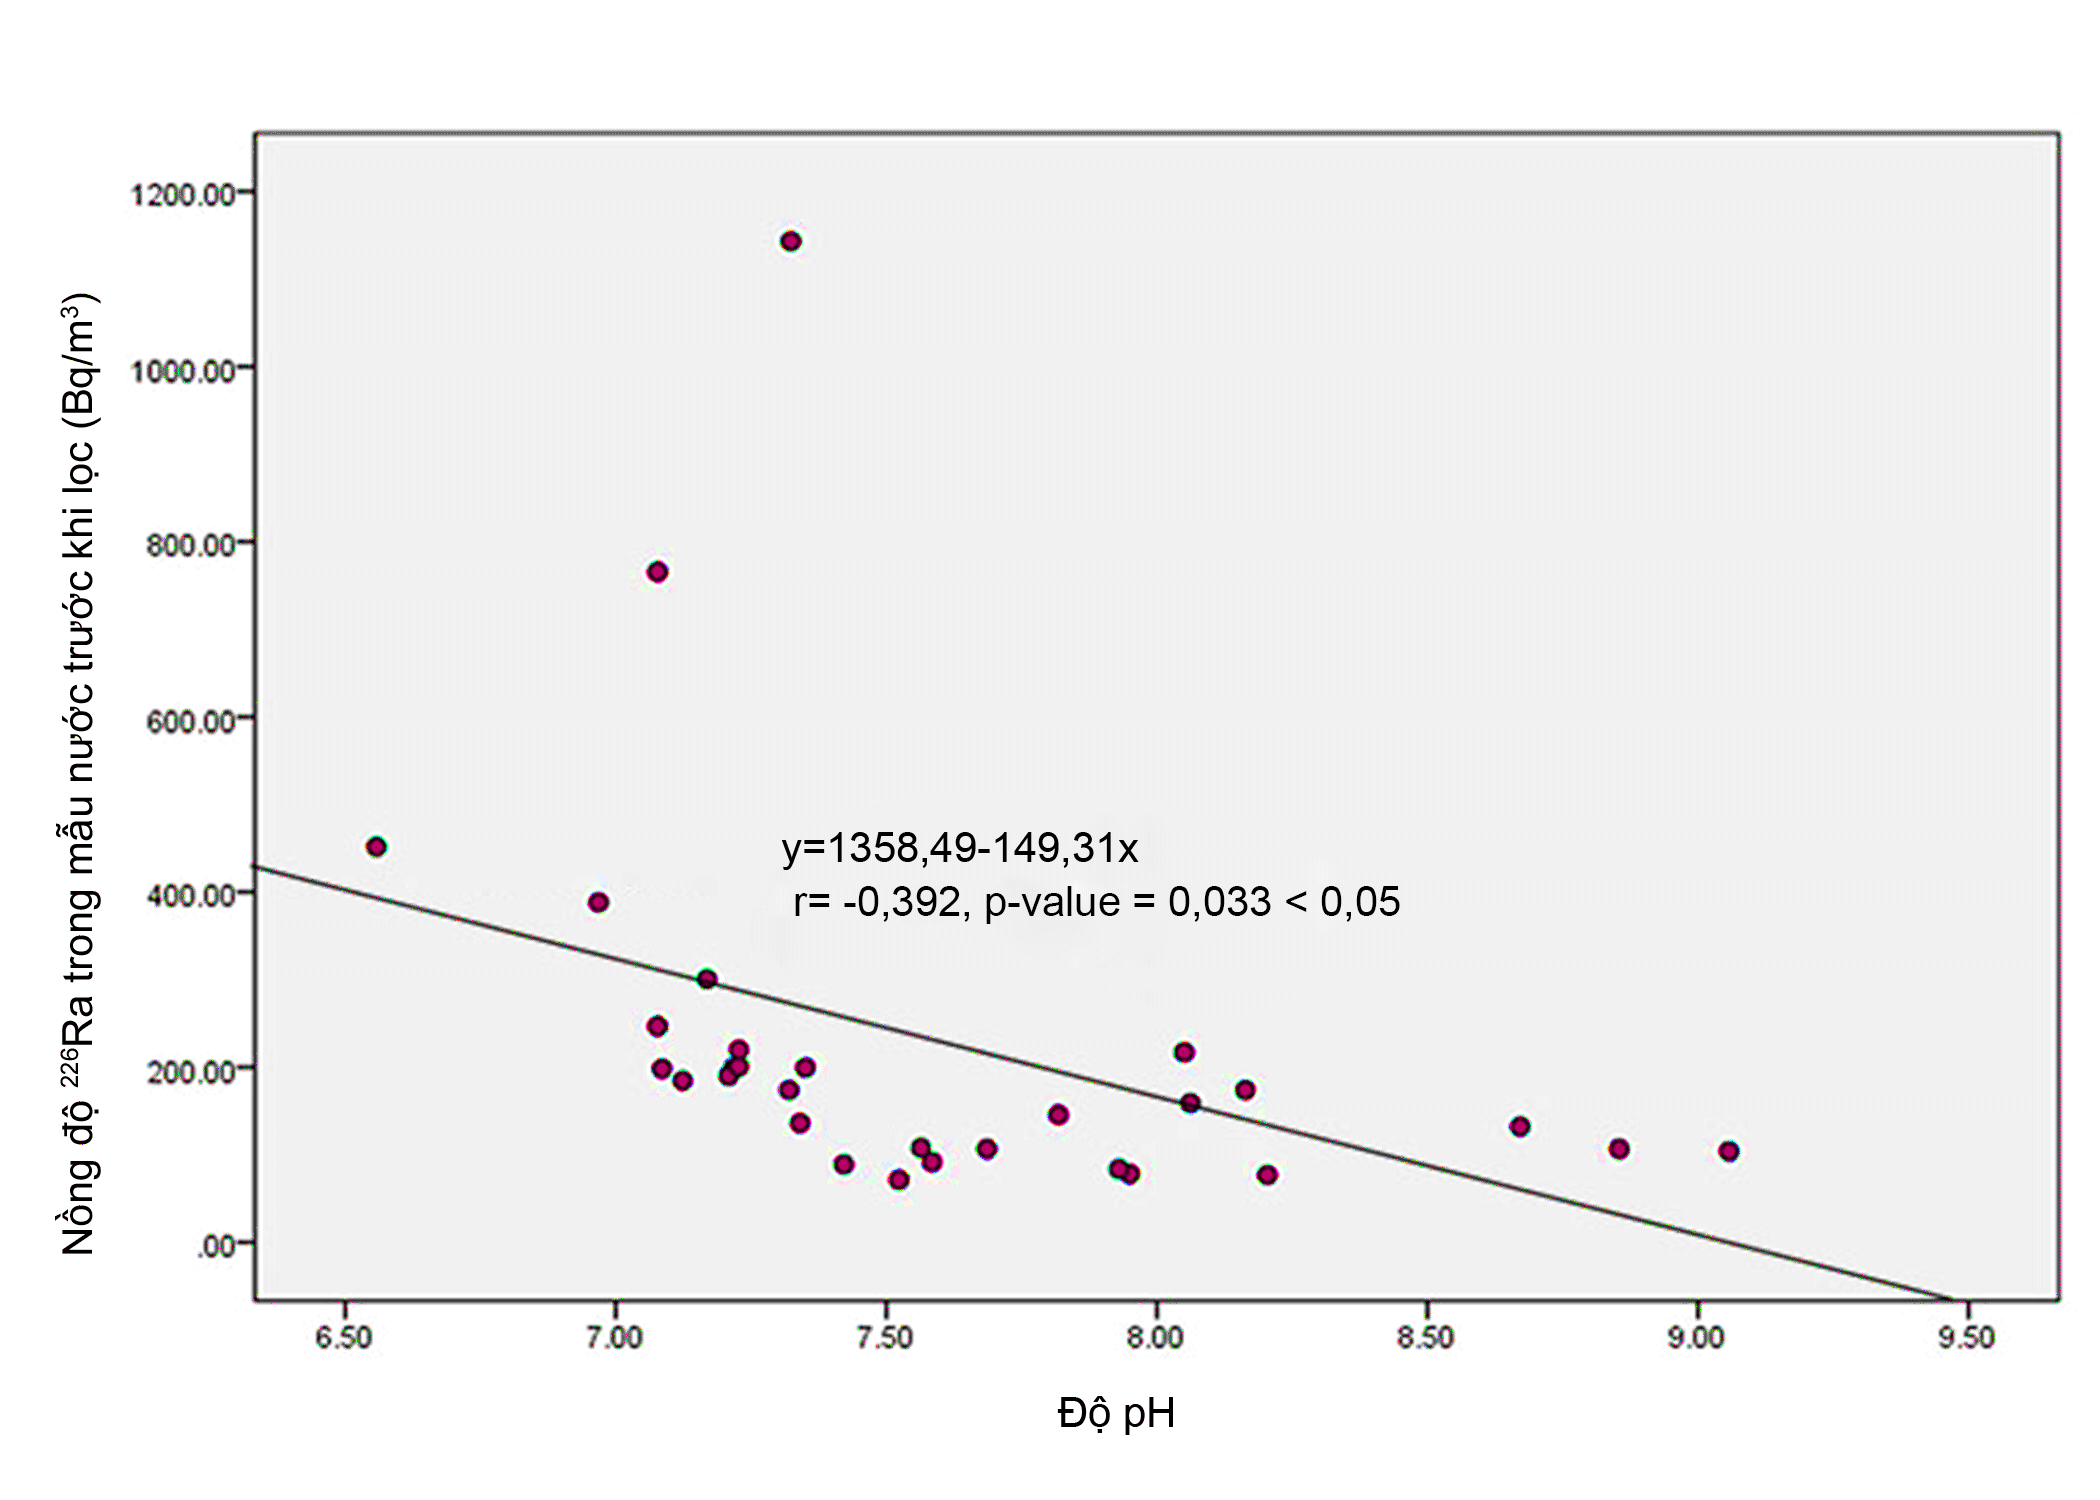 Nồng độ ²²⁶Ra trong mẫu nước trước khi lọc (Bq/m³)
1200.00
1000.00
800.00
600.00
400.00
200.00
.00
y=1358,49-149,31x
r= -0,392, p-value = 0,033 < 0,05
6.50 7.00 7.50 8.00 8.50 9.00 9.50
Độ pH